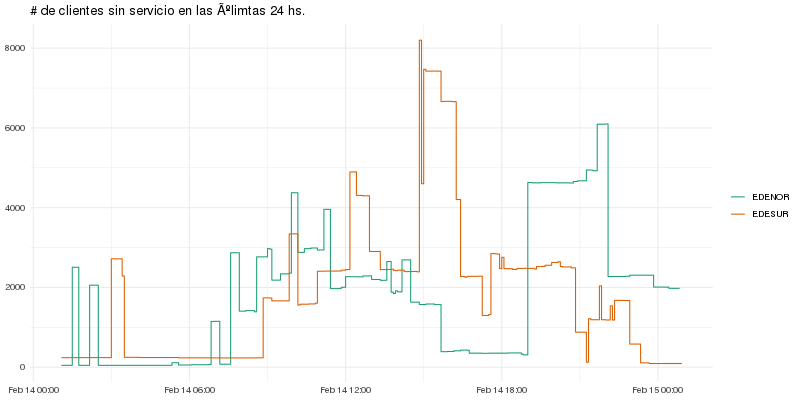 # de clientes sin servicio en las Ãºlimtas 24 hs.
8000
6000
4000
2000
0
Feb 14 00:00 Feb 14 06:00 Feb 14 12:00 Feb 14 18:00 Feb 15 00:00
EDENOR
EDESUR